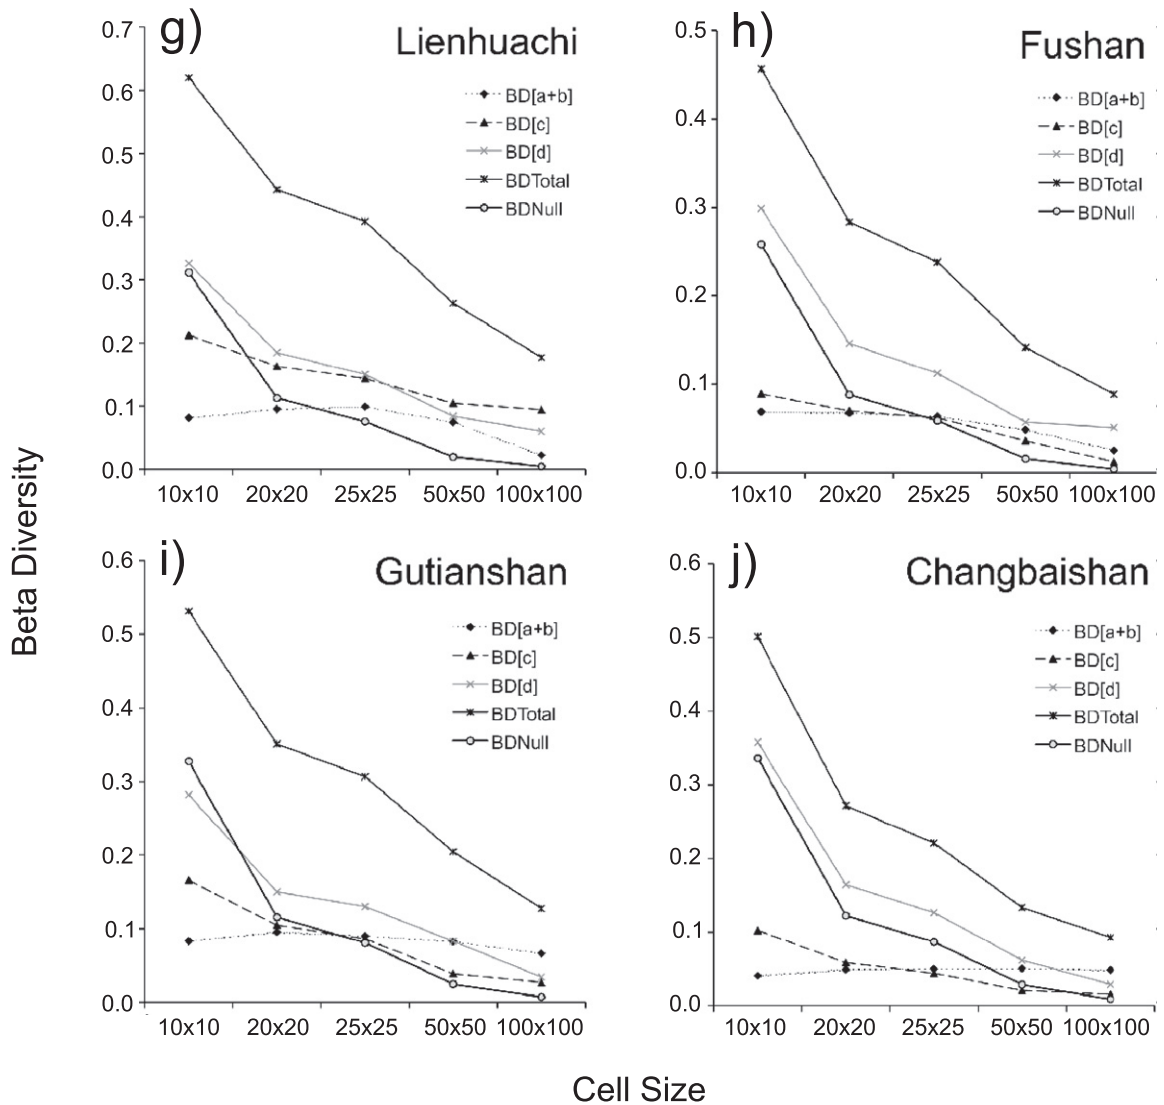 g)
Lienhuachi
0.7
0.6
0.5
0.4
0.3
0.2
0.1
0.0
BD[a+b]
BD[c]
BD[d]
BDTotal
BDNull
10x10 20x20 25x25 50x50 100x100
h)
Fushan
0.5
0.4
0.3
0.2
0.1
0.0
BD[a+b]
BD[c]
BD[d]
BDTotal
BDNull
10x10 20x20 25x25 50x50 100x100
Beta Diversity
i)
Gutianshan
0.6
0.5
0.4
0.3
0.2
0.1
0.0
BD[a+b]
BD[c]
BD[d]
BDTotal
BDNull
10x10 20x20 25x25 50x50 100x100
j)
Changbaishan
0.6
0.5
0.4
0.3
0.2
0.1
0.0
BD[a+b]
BD[c]
BD[d]
BDTotal
BDNull
10x10 20x20 25x25 50x50 100x100
Cell Size